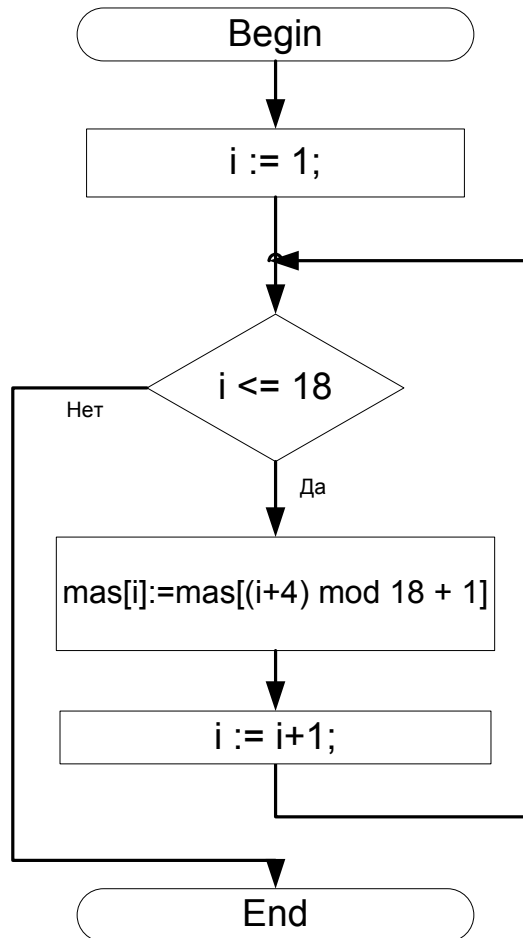 Begin
i := 1;
i <= 18
Нет
Да
mas[i]:=mas[(i+4) mod 18 + 1]
i := i+1;
End